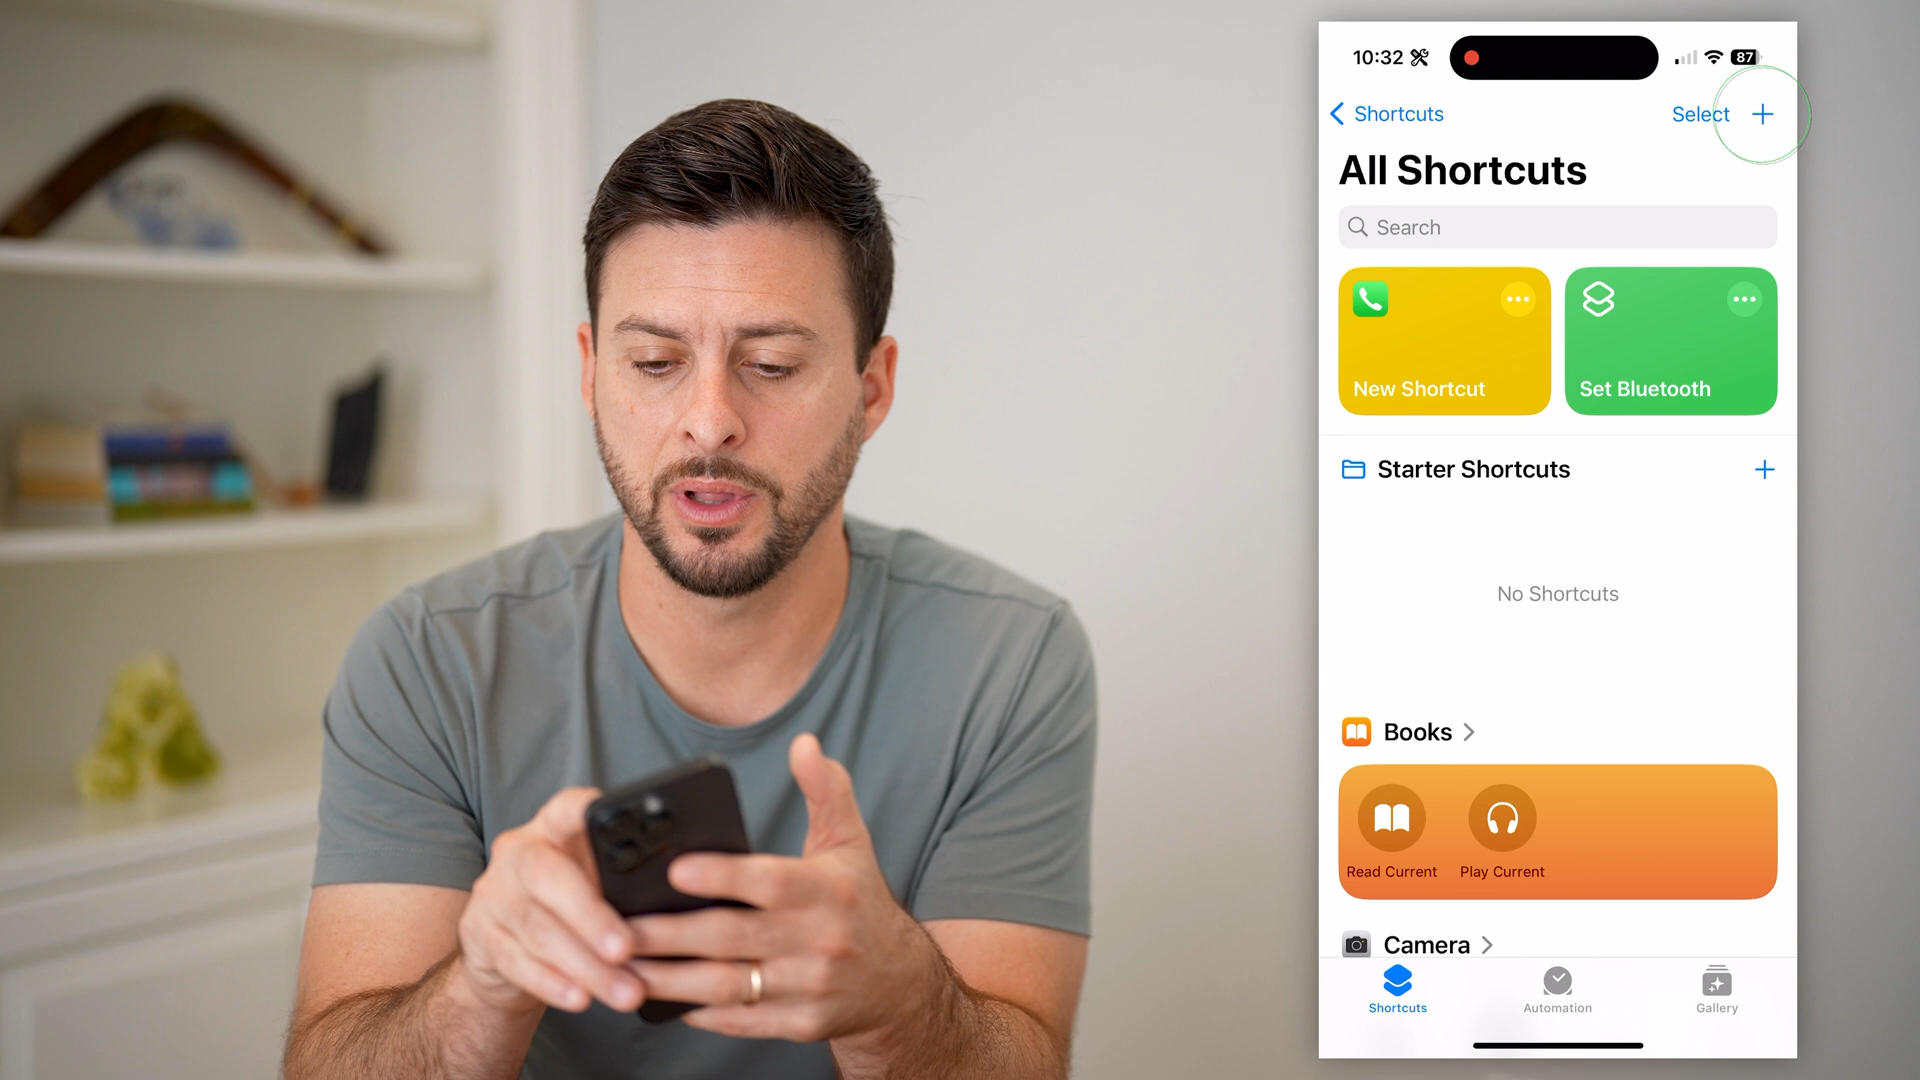 10:32
87
Shortcuts
Select
All Shortcuts
Search
New Shortcut
Set Bluetooth
Starter Shortcuts
No Shortcuts
Books
Read Current
Play Current
Camera
Shortcuts
Automation
Gallery